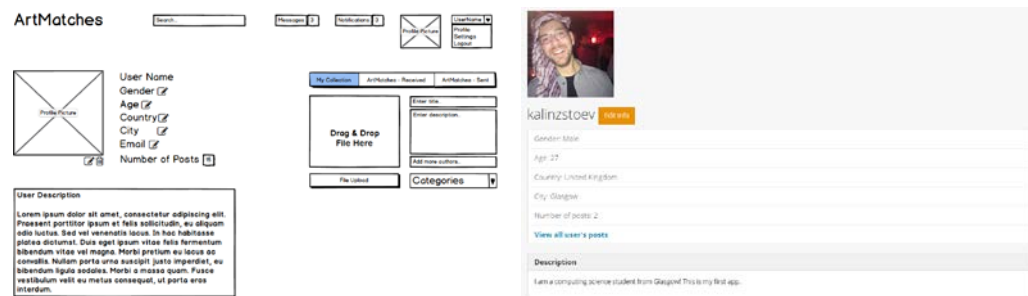 ArtMatches
Search...
Messages 3
Notifications 3
Profile Picture
UserName
Profile
Settings
Logout
Profile Picture
User Name
Gender
Age
Country
City
Email
Number of Posts
User Description
Lorem ipsum dolor sit amet, consectetur adipiscing elit.
Praesent porttitor ipsum et felis sollicitudin, eu aliquam
odio luctus. Sed vel venenatis lacus. In hac habitasse
platea dictumst. Duis eget ipsum vitae felis fermentum
bibendum vitae vel magna. Morbi pretium eu lacus ac
convallis. Nullam porta urna suscipit justo imperdiet, eu
bibendum ligula sodales. Morbi a massa quam. Fusce
vestibulum velit eu metus consequat, ut porta eros
interdum.
My Collection
ArtMatches - Received
ArtMatches - Sent
Drag & Drop
File Here
Enter title...
Enter description...
Add more authors...
File Upload
Categories
kalinzstoev
Edit Info
Gender: Male
Age: 27
Country: United Kingdom
City: Glasgow
Number of posts: 2
View all user's posts
Description
I am a computing science student from Glasgow! This is my first app.